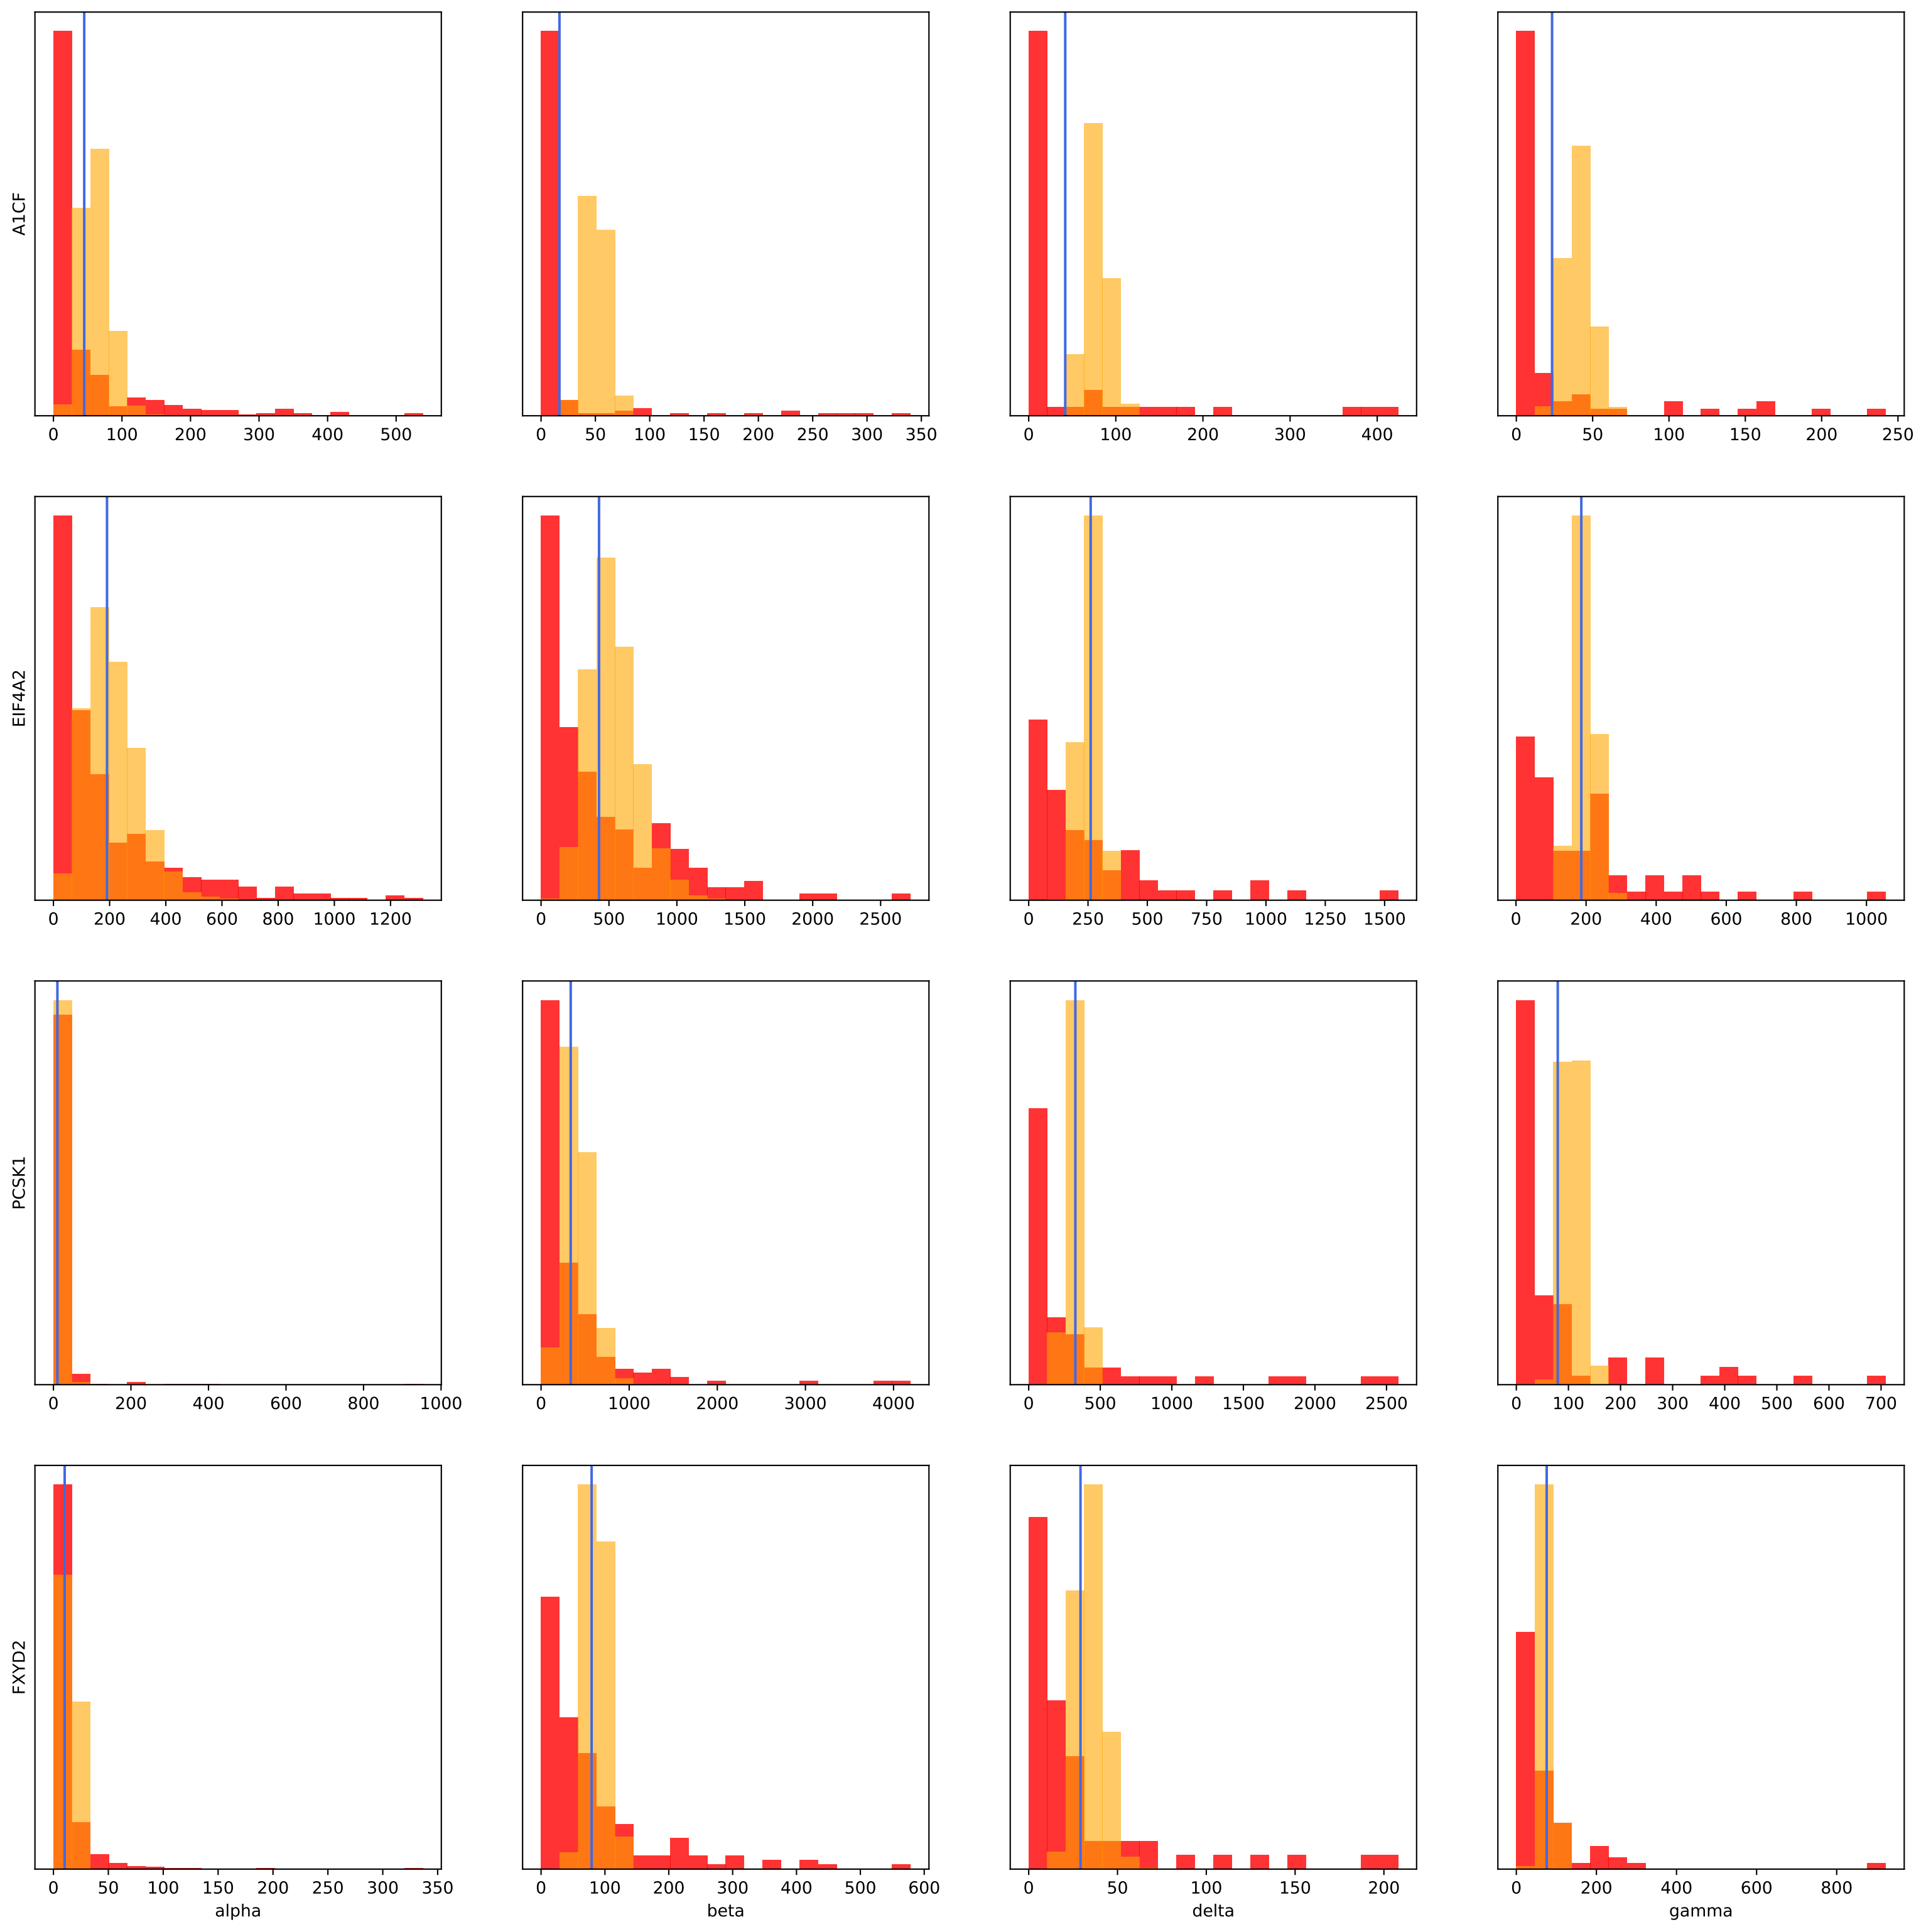 A1CF
0 100 200 300 400 500
0 50 100 150 200 250 300 350
0 100 200 300 400
0 50 100 150 200 250
EIF4A2
0 200 400 600 800 1000 1200
0 500 1000 1500 2000 2500
0 250 500 750 1000 1250 1500
0 200 400 600 800 1000
PCSK1
0 200 400 600 800 1000
0 1000 2000 3000 4000
0 500 1000 1500 2000 2500
0 100 200 300 400 500 600 700
FXYD2
0 50 100 150 200 250 300 350
0 100 200 300 400 500 600
0 50 100 150 200
0 200 400 600 800
alpha
beta
delta
gamma